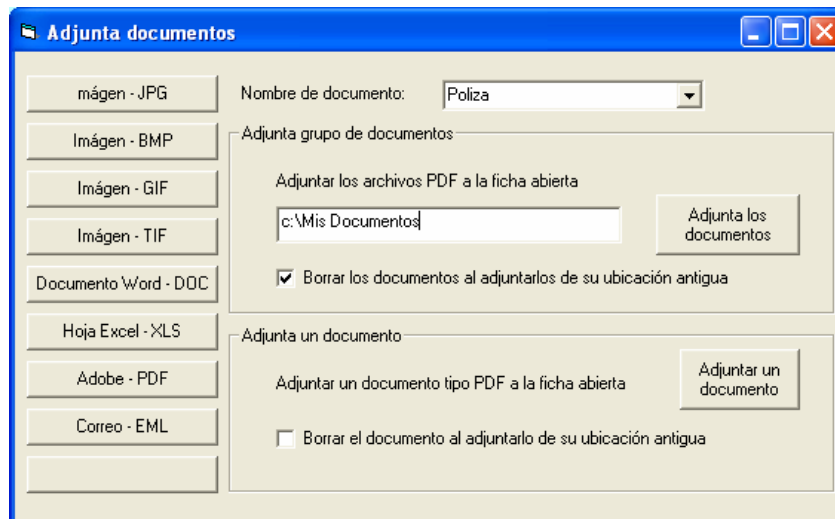 Adjunta documentos
mágen - JPG
Imágen - BMP
Imágen - GIF
Imágen - TIF
Documento Word - DOC
Hoja Excel - XLS
Adobe - PDF
Correo - EML
Nombre de documento: Poliza
Adjunta grupo de documentos
Adjuntar los archivos PDF a la ficha abierta
c:\Mis Documentos
Adjunta los
documentos
Borrar los documentos al adjuntarlos de su ubicación antigua
Adjunta un documento
Adjuntar un documento tipo PDF a la ficha abierta
Adjuntar un
documento
Borrar el documento al adjuntarlo de su ubicación antigua